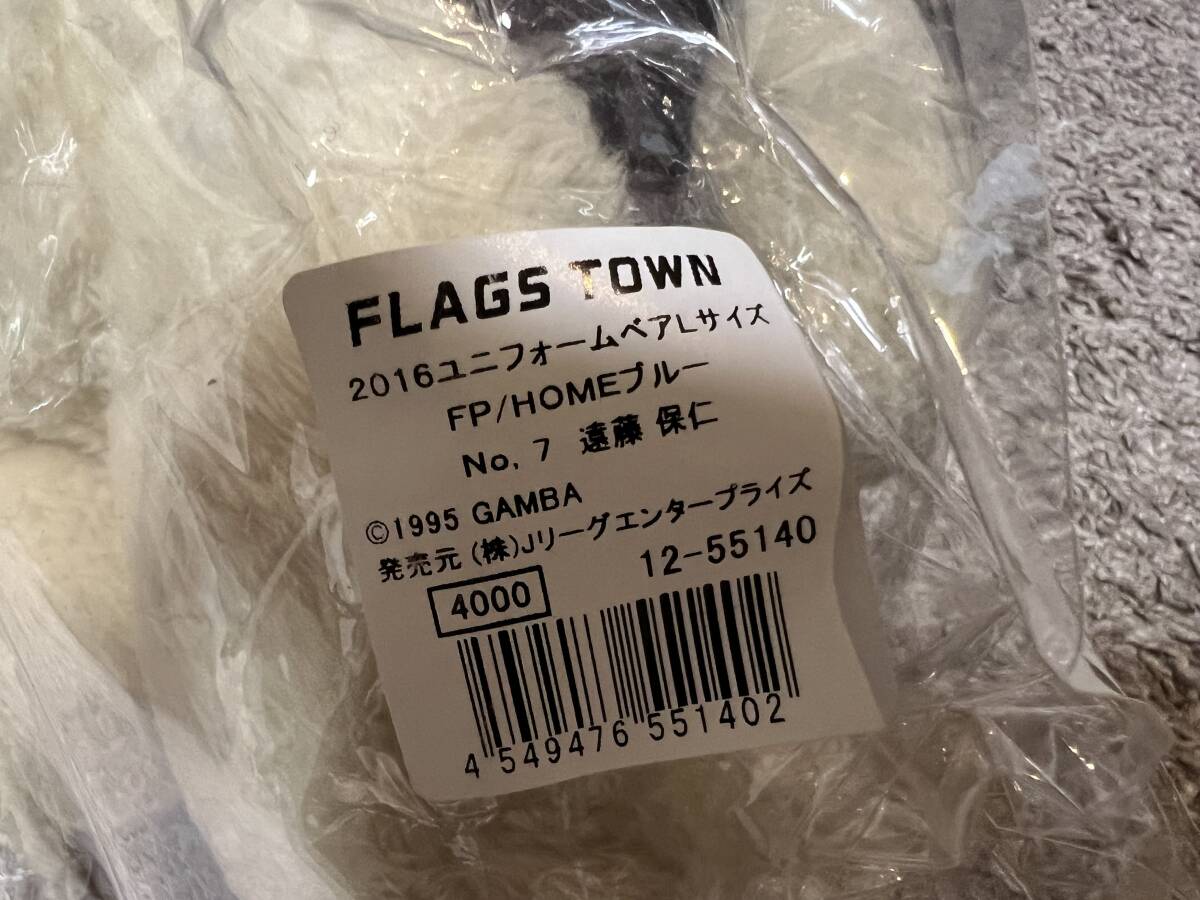 FLAGS TOWN
2016ユニフォームベアLサイズ
FP/HOMEブルー
No. 7 遠藤 保仁
©1995 GAMBA
発売元 (株)Jリーグエンタープライズ
4000 12-55140
4 549476 551402